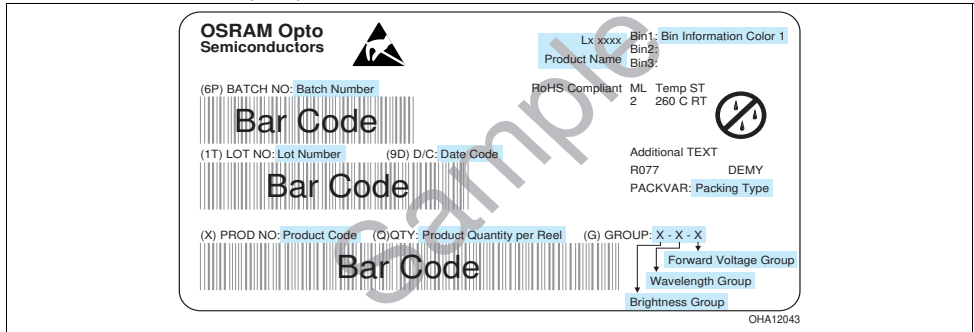 OSRAM Opto
Semiconductors
Lx xxxx
Product Name
Bin1: Bin Information Color 1
Bin2:
Bin3:
(6P) BATCH NO: Batch Number
Bar Code
RoHS Compliant ML Temp ST
2 260 C RT
(1T) LOT NO: Lot Number (9D) D/C: Date Code
Bar Code
Additional TEXT
R077 DEMY
PACKVAR: Packing Type
Sample
(X) PROD NO: Product Code (Q)QTY: Product Quantity per Reel (G) GROUP: X - X - X
Bar Code
Forward Voltage Group
Wavelength Group
Brightness Group
OHA12043